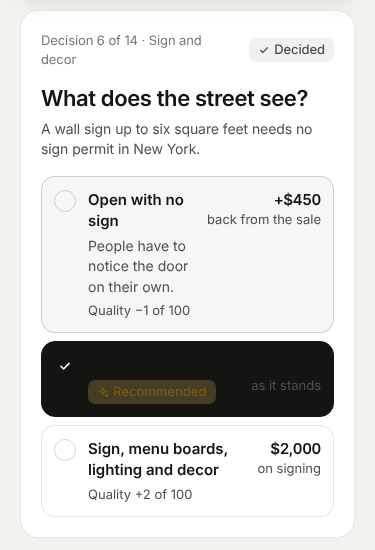 Decision 6 of 14 · Sign and
decor
✓ Decided
What does the street see?
A wall sign up to six square feet needs no
sign permit in New York.
Open with no
sign
+$450
back from the sale
People have to
notice the door
on their own.
Quality −1 of 100
Recommended
as it stands
Sign, menu boards,
lighting and decor
$2,000
on signing
Quality +2 of 100